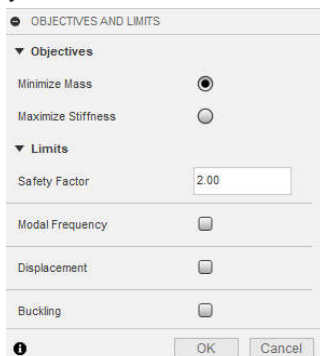 OBJECTIVES AND LIMITS
Objectives
Minimize Mass
Maximize Stiffness
Limits
Safety Factor 2.00
Modal Frequency
Displacement
Buckling
OK Cancel